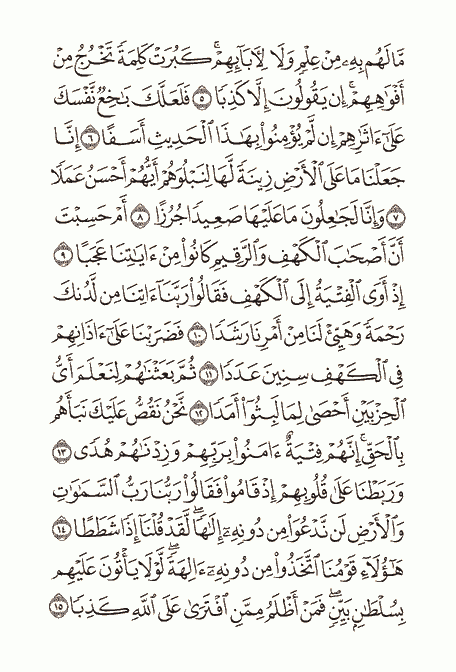 مَّا لَهُم بِهِۦ مِنْ عِلْمٍ وَلَا لِأٓبَآئِهِمْ ۚ كَبُرَتْ كَلِمَةً تَخْرُجُ مِنْ
أَفْوَٰهِهِمْ ۚ إِن يَقُولُونَ إِلَّا كَذِبًا ٥ فَلَعَلَّكَ بَٰخِعٌ نَّفْسَكَ
عَلَىٰٓ ءَاثَٰرِهِمْ إِن لَّمْ يُؤْمِنُوا۟ بِهَٰذَا ٱلْحَدِيثِ أَسَفًا ٦ إِنَّا
جَعَلْنَا مَا عَلَى ٱلْأَرْضِ زِينَةً لَّهَا لِنَبْلُوَهُمْ أَيُّهُمْ أَحْسَنُ عَمَلًا
٧ وَإِنَّا لَجَٰعِلُونَ مَا عَلَيْهَا صَعِيدًا جُرُزًا ٨ أَمْ حَسِبْتَ
أَنَّ أَصْحَٰبَ ٱلْكَهْفِ وَٱلرَّقِيمِ كَانُوا۟ مِنْ ءَايَٰتِنَا عَجَبًا ٩
إِذْ أَوَى ٱلْفِتْيَةُ إِلَى ٱلْكَهْفِ فَقَالُوا۟ رَبَّنَآ ءَاتِنَا مِن لَّدُنكَ
رَحْمَةً وَهَيِّئْ لَنَا مِنْ أَمْرِنَا رَشَدًا ١٠ فَضَرَبْنَا عَلَىٰٓ ءَاذَانِهِمْ
فِى ٱلْكَهْفِ سِنِينَ عَدَدًا ١١ ثُمَّ بَعَثْنَٰهُمْ لِنَعْلَمَ أَىُّ
ٱلْحِزْبَيْنِ أَحْصَىٰ لِمَا لَبِثُوٓا۟ أَمَدًا ١٢ نَّحْنُ نَقُصُّ عَلَيْكَ نَبَأَهُم
بِٱلْحَقِّ ۚ إِنَّهُمْ فِتْيَةٌ ءَامَنُوا۟ بِرَبِّهِمْ وَزِدْنَٰهُمْ هُدًى ١٣
وَرَبَطْنَا عَلَىٰ قُلُوبِهِمْ إِذْ قَامُوا۟ فَقَالُوا۟ رَبُّنَا رَبُّ ٱلسَّمَٰوَٰتِ
وَٱلْأَرْضِ لَن نَّدْعُوَا۟ مِن دُونِهِۦٓ إِلَٰهًا ۖ لَّقَدْ قُلْنَآ إِذًا شَطَطًا ١٤
هَٰٓؤُلَآءِ قَوْمُنَا ٱتَّخَذُوا۟ مِن دُونِهِۦٓ ءَالِهَةً ۖ لَّوْلَا يَأْتُونَ عَلَيْهِم
بِسُلْطَٰنٍۭ بَيِّنٍ ۖ فَمَنْ أَظْلَمُ مِمَّنِ ٱفْتَرَىٰ عَلَى ٱللَّهِ كَذِبًا ١٥